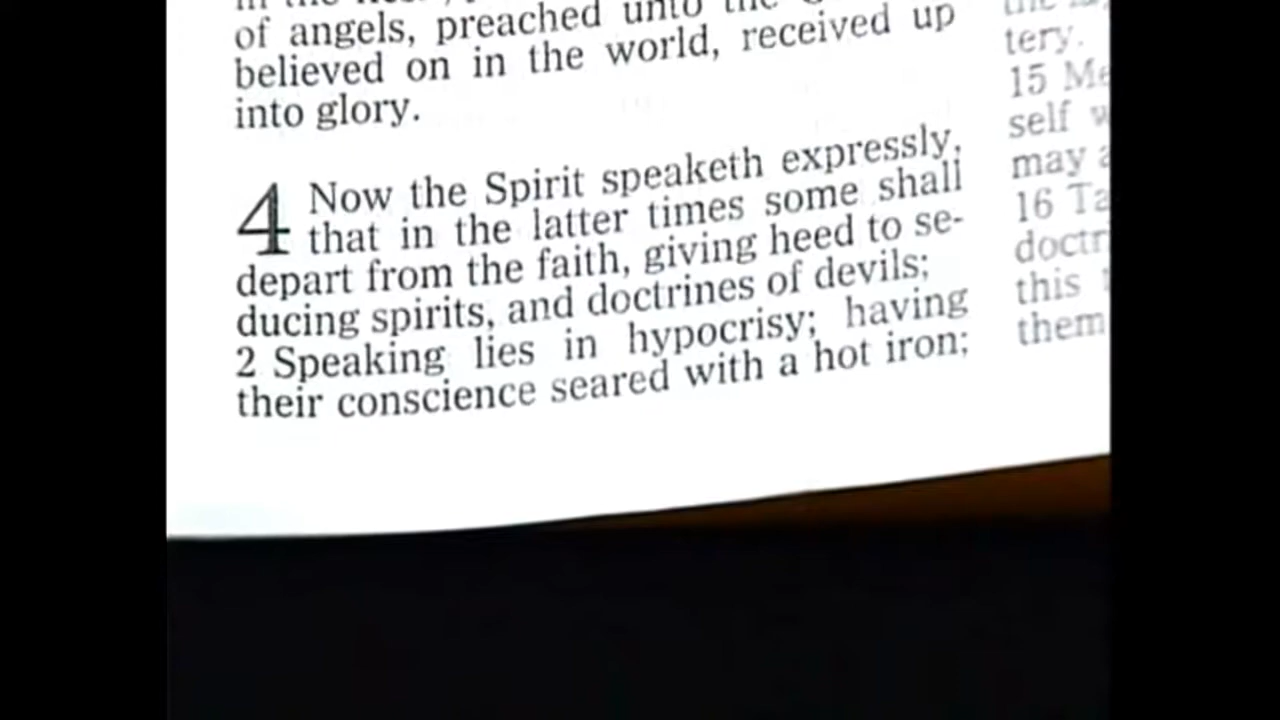 of angels, preached unto the
believed on in the world, received up
into glory.
4 Now the Spirit speaketh expressly,
that in the latter times some shall
depart from the faith, giving heed to se-
ducing spirits, and doctrines of devils;
2 Speaking lies in hypocrisy; having
their conscience seared with a hot iron;
tery.
15
self
may
16
this
them